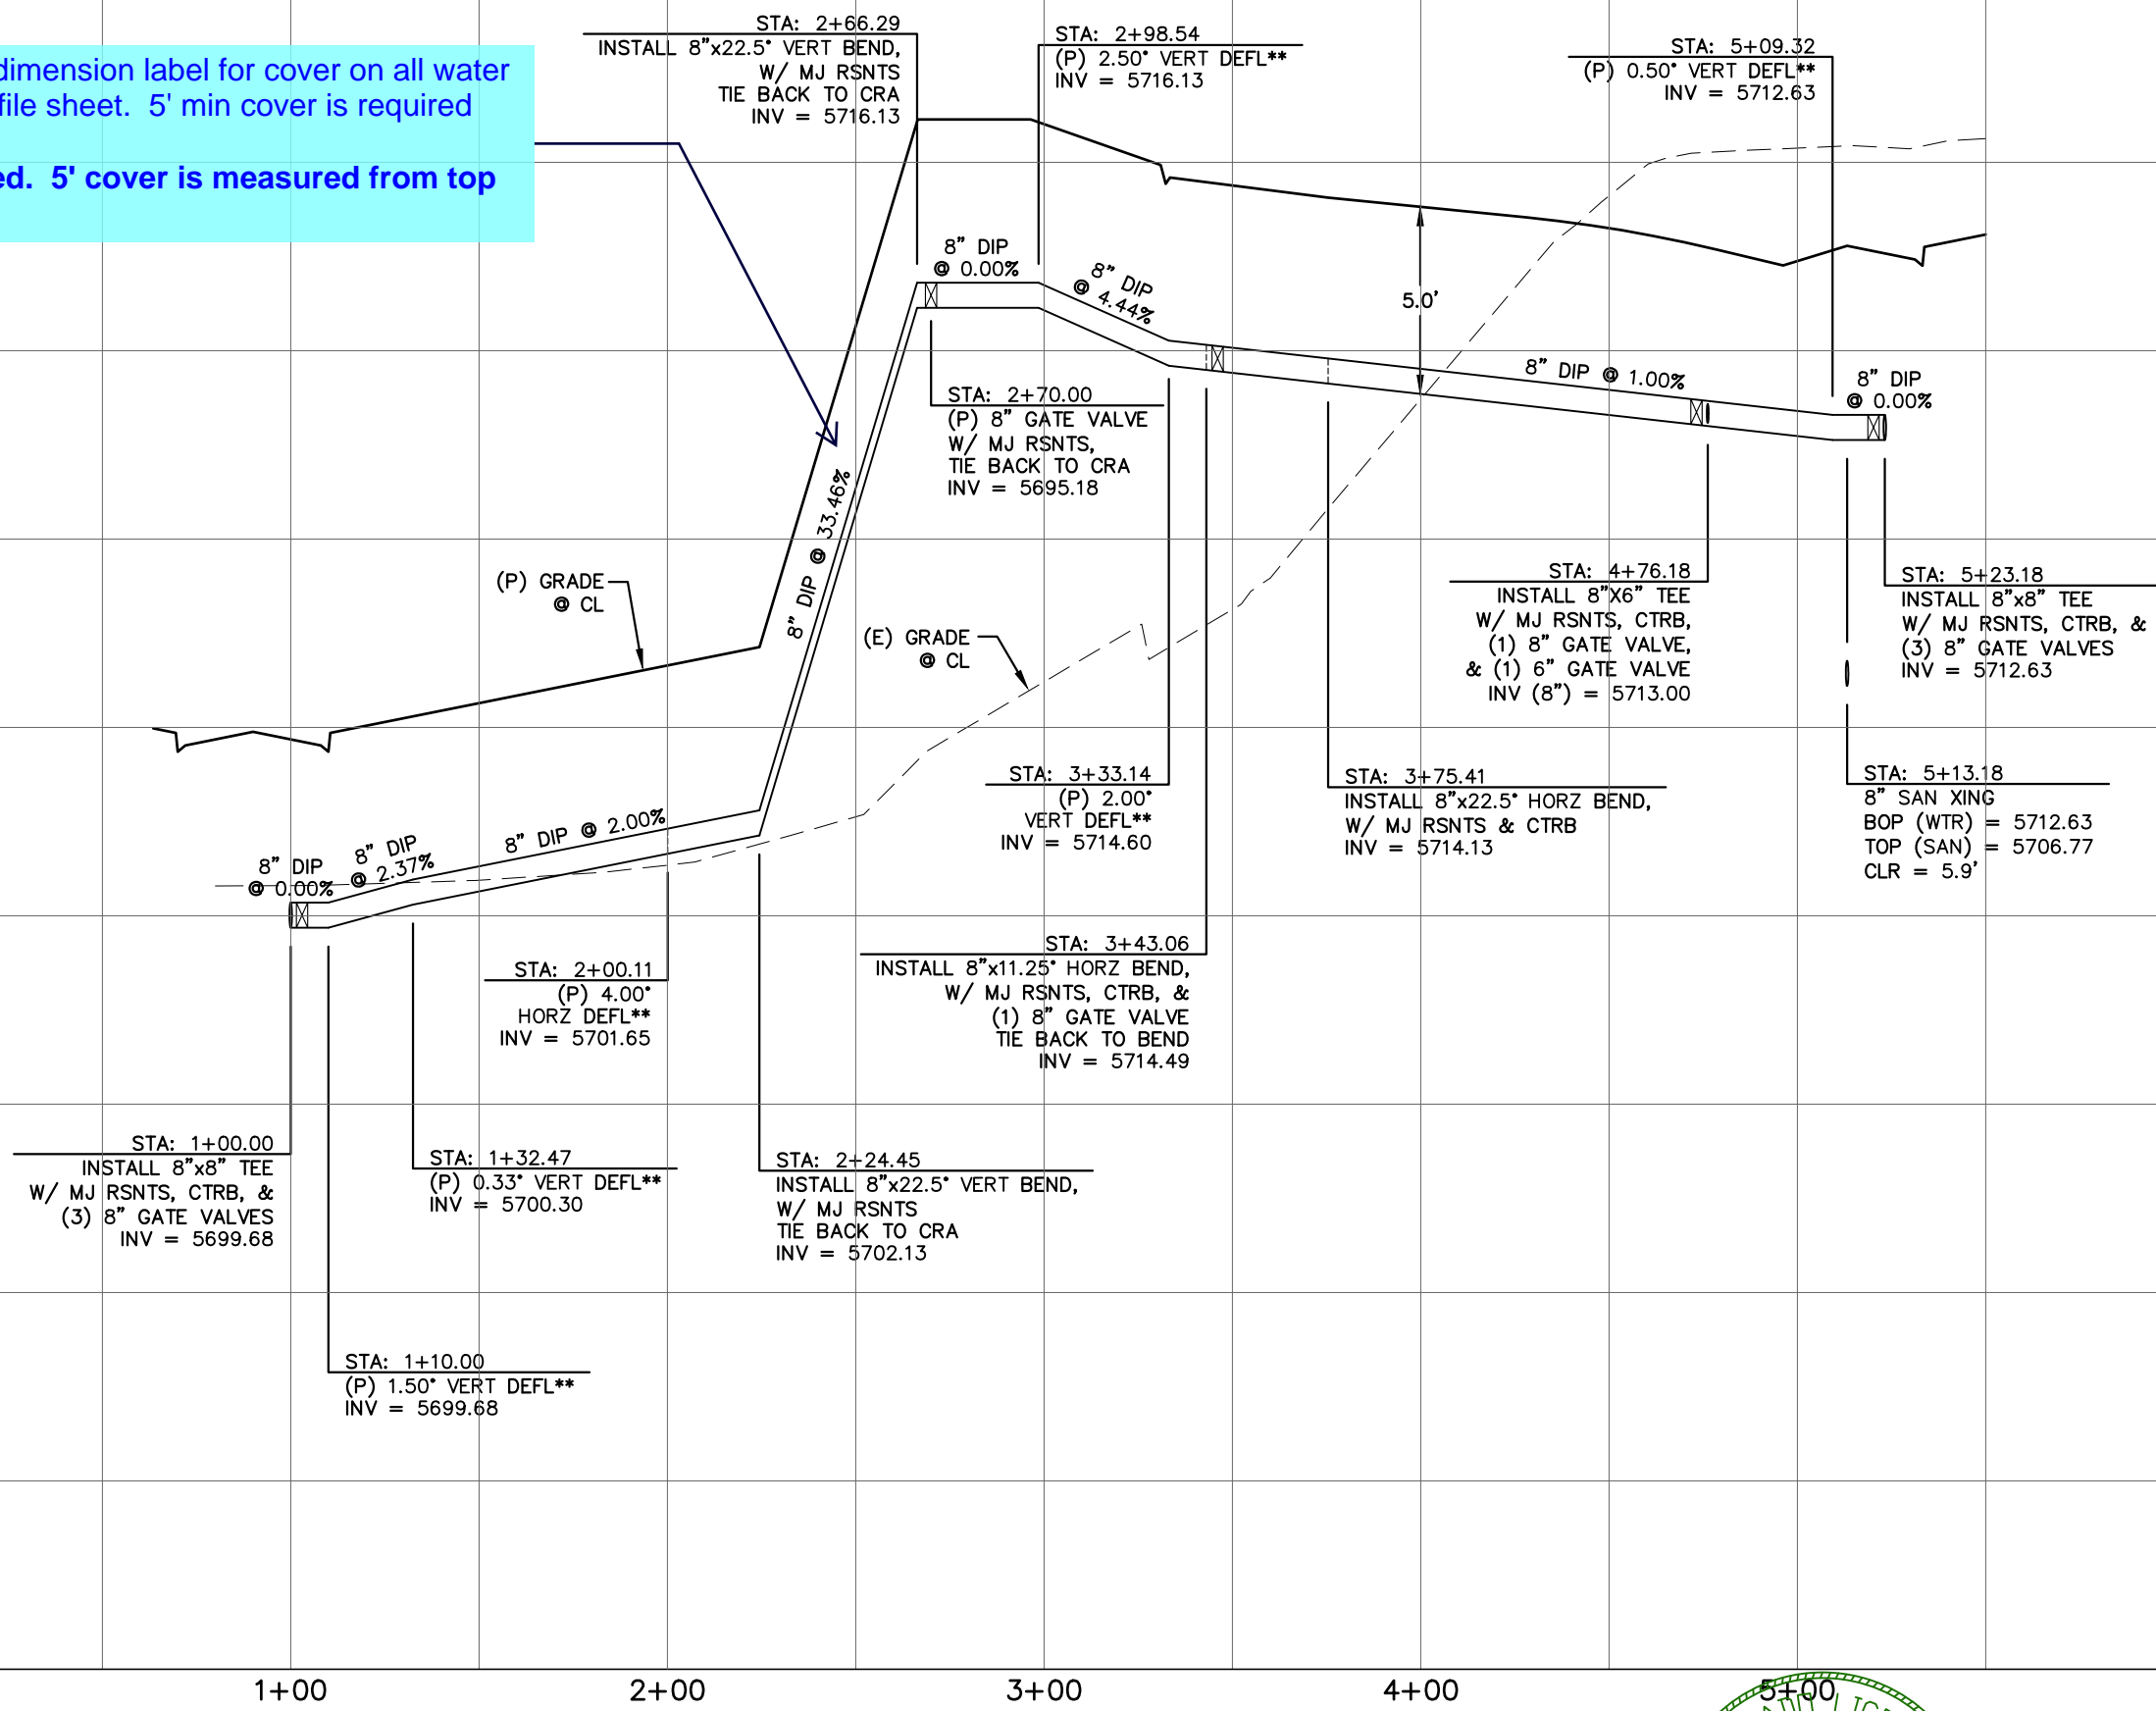 dimension label for cover on all water
file sheet.  5' min cover is required
ed.  5' cover is measured from top
STA: 2+66.29
INSTALL 8"x22.5° VERT BEND,
W/ MJ RSNTS
TIE BACK TO CRA
INV = 5716.13
STA: 2+98.54
(P) 2.50° VERT DEFL**
INV = 5716.13
STA: 5+09.32
(P) 0.50° VERT DEFL**
INV = 5712.63
8" DIP
@ 0.00%
8" DIP
@ 4.44%
5.0'
8" DIP @ 1.00%
8" DIP
@ 0.00%
STA: 2+70.00
(P) 8" GATE VALVE
W/ MJ RSNTS,
TIE BACK TO CRA
INV = 5695.18
8" DIP @ 33.46%
(P) GRADE
@ CL
(E) GRADE
@ CL
STA: 4+76.18
INSTALL 8"X6" TEE
W/ MJ RSNTS, CTRB,
(1) 8" GATE VALVE,
& (1) 6" GATE VALVE
INV (8") = 5713.00
STA: 5+23.18
INSTALL 8"x8" TEE
W/ MJ RSNTS, CTRB, &
(3) 8" GATE VALVES
INV = 5712.63
STA: 3+33.14
(P) 2.00°
VERT DEFL**
INV = 5714.60
STA: 3+75.41
INSTALL 8"x22.5° HORZ BEND,
W/ MJ RSNTS & CTRB
INV = 5714.13
STA: 5+13.18
8" SAN XING
BOP (WTR) = 5712.63
TOP (SAN) = 5706.77
CLR = 5.9'
8" DIP
@ 0.00%
8" DIP
@ 2.37%
8" DIP @ 2.00%
STA: 2+00.11
(P) 4.00°
HORZ DEFL**
INV = 5701.65
STA: 3+43.06
INSTALL 8"x11.25° HORZ BEND,
W/ MJ RSNTS, CTRB, &
(1) 8" GATE VALVE
TIE BACK TO BEND
INV = 5714.49
STA: 1+00.00
INSTALL 8"x8" TEE
W/ MJ RSNTS, CTRB, &
(3) 8" GATE VALVES
INV = 5699.68
STA: 1+32.47
(P) 0.33° VERT DEFL**
INV = 5700.30
STA: 2+24.45
INSTALL 8"x22.5° VERT BEND,
W/ MJ RSNTS
TIE BACK TO CRA
INV = 5702.13
STA: 1+10.00
(P) 1.50° VERT DEFL**
INV = 5699.68
1+00
2+00
3+00
4+00
5+00